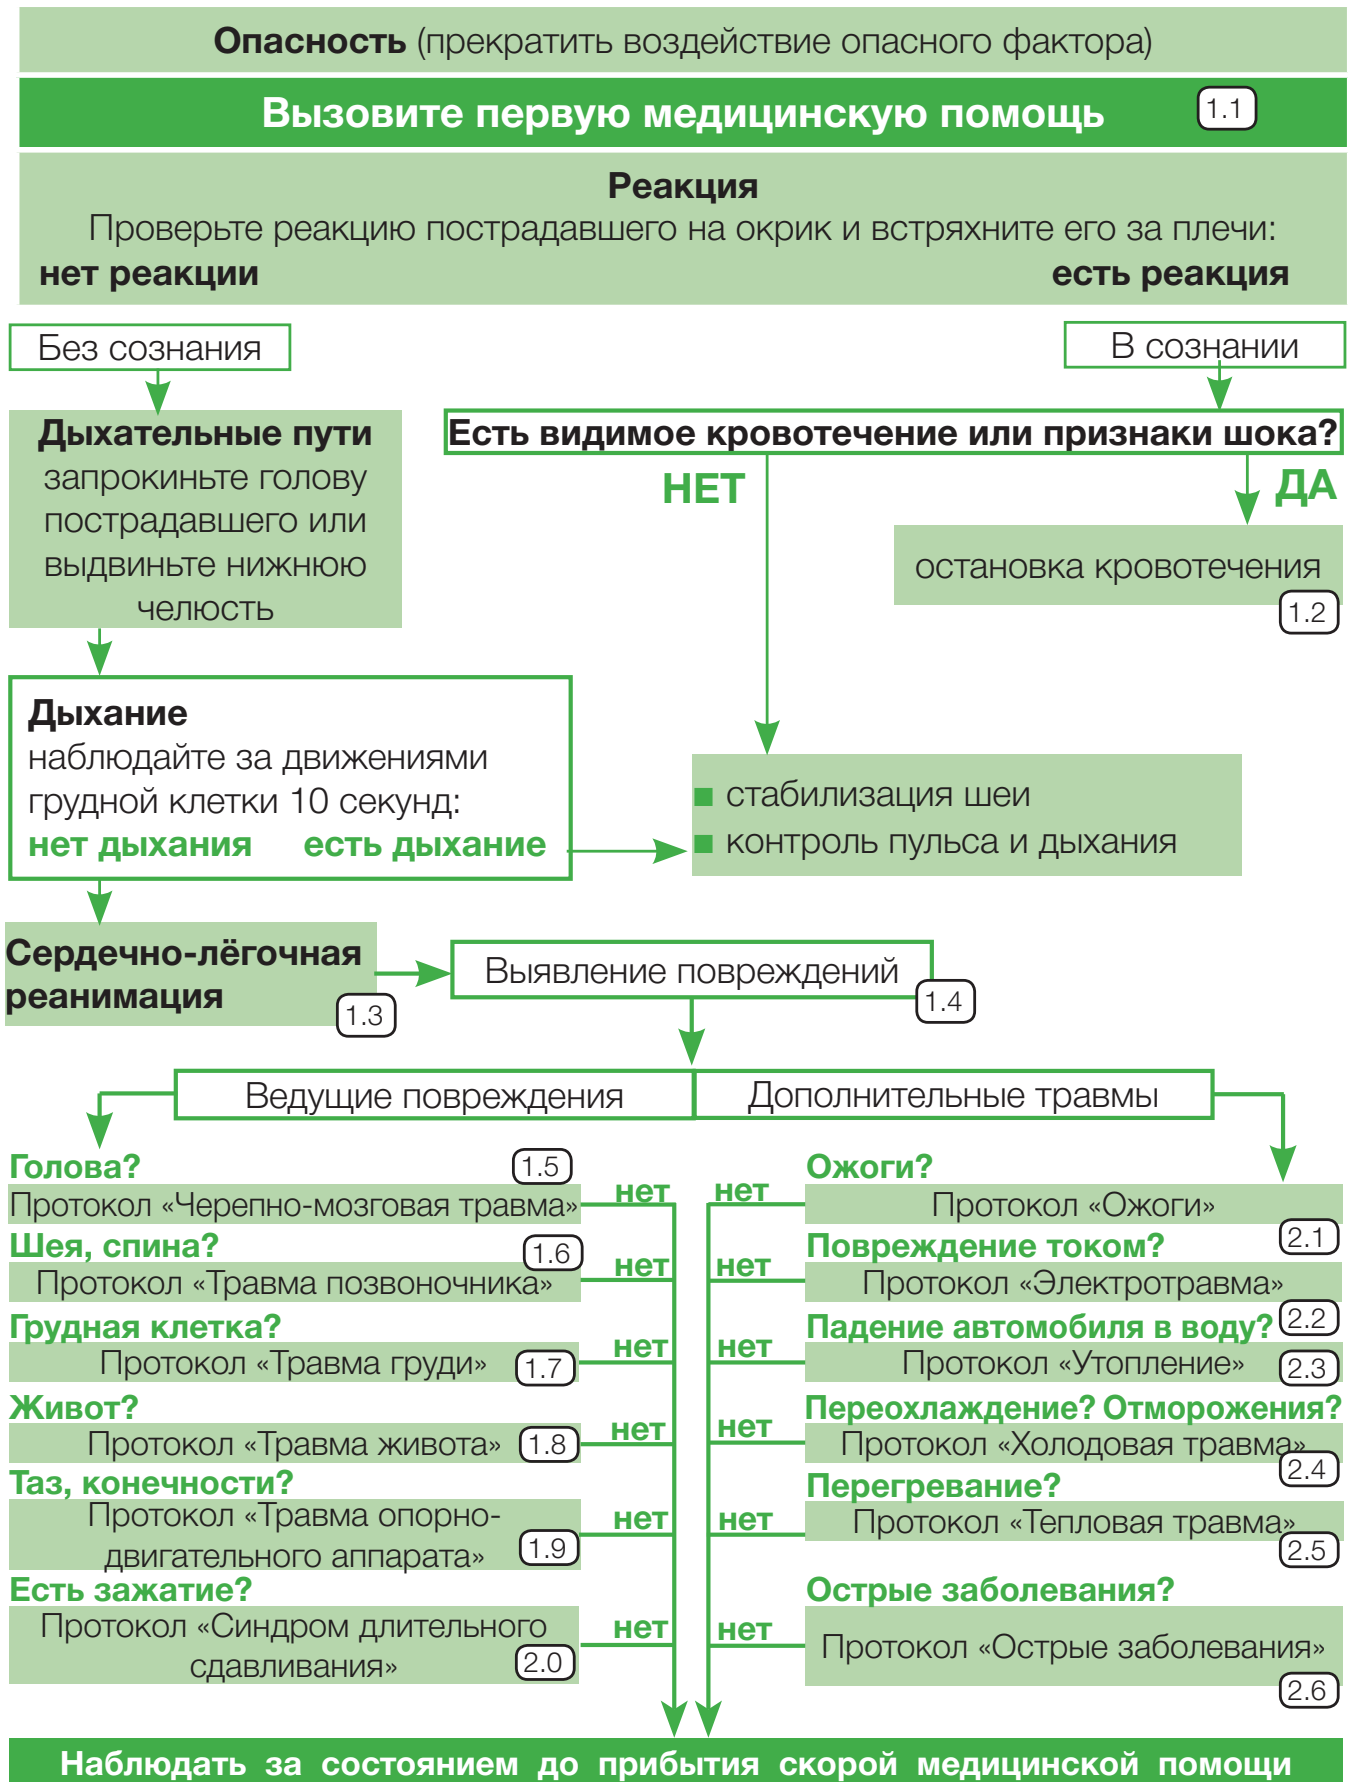 Опасность (прекратить воздействие опасного фактора)
Вызовите первую медицинскую помощь 1.1
Реакция
Проверьте реакцию пострадавшего на окрик и встряхните его за плечи:
нет реакции есть реакция
Без сознания
В сознании
Дыхательные пути
запрокиньте голову
пострадавшего или
выдвиньте нижнюю
челюсть
Есть видимое кровотечение или признаки шока?
НЕТ
ДА
остановка кровотечения
1.2
Дыхание
наблюдайте за движениями
грудной клетки 10 секунд:
нет дыхания есть дыхание
■ стабилизация шеи
■ контроль пульса и дыхания
Сердечно-лёгочная
реанимация
1.3
Выявление повреждений
1.4
Ведущие повреждения
Дополнительные травмы
Голова? 1.5
Протокол «Черепно-мозговая травма»
нет
Шея, спина? 1.6
Протокол «Травма позвоночника»
нет
Грудная клетка?
Протокол «Травма груди» 1.7
нет
Живот?
Протокол «Травма живота» 1.8
нет
Таз, конечности?
Протокол «Травма опорно-
двигательного аппарата» 1.9
нет
Есть зажатие?
Протокол «Синдром длительного
сдавливания» 2.0
нет
Ожоги?
нет
Протокол «Ожоги»
2.1
Повреждение током?
нет
Протокол «Электротравма»
2.2
Падение автомобиля в воду?
нет
Протокол «Утопление» 2.3
Переохлаждение? Отморожения?
нет
Протокол «Холодовая травма»
2.4
Перегревание?
нет
Протокол «Тепловая травма»
2.5
Острые заболевания?
нет
Протокол «Острые заболевания»
2.6
Наблюдать за состоянием до прибытия скорой медицинской помощи